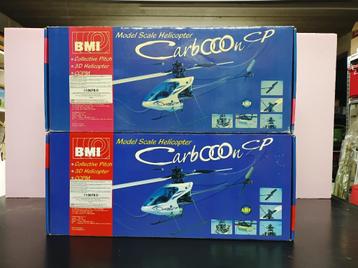 BMI
Model Scale Helicopter
CarbOOOn CP
• Collective Pitch
• 3D Helicopter
• CCPM
BMI
Model Scale Helicopter
CarbOOOn CP
• Collective Pitch
• 3D Helicopter
• CCPM